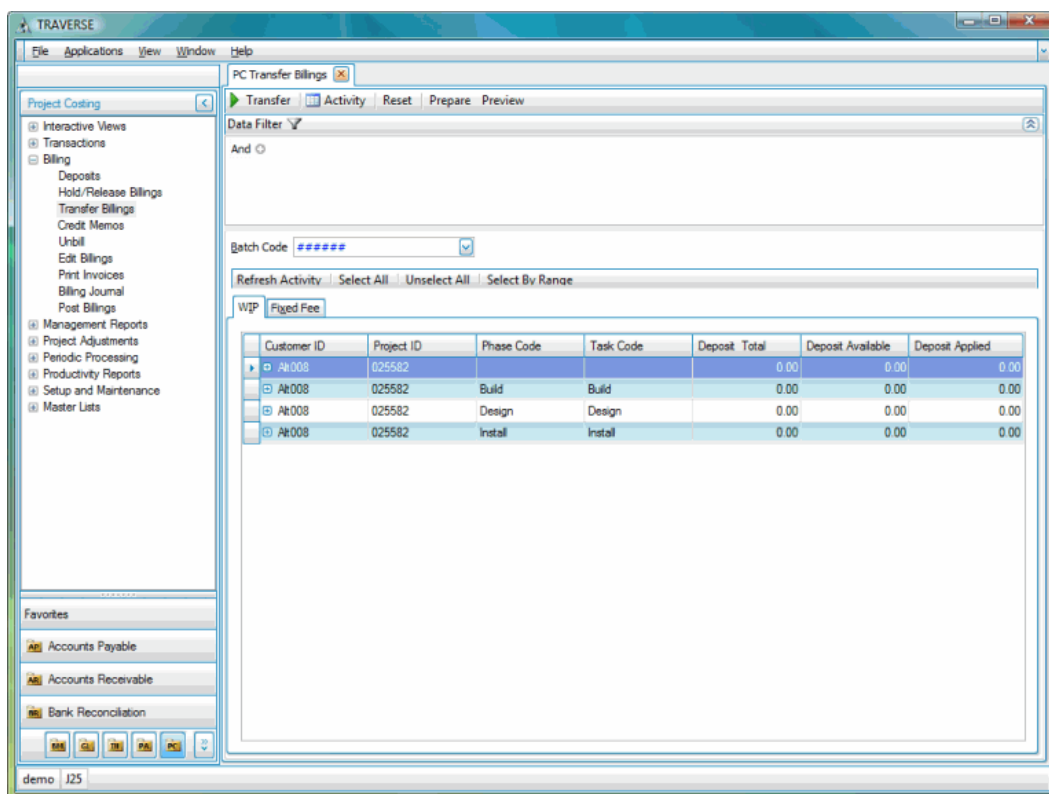 TRAVERSE
File Applications View Window Help
PC Transfer Billings
Project Costing
Transfer Activity Reset Prepare Preview
Interactive Views
Transactions
Billing
Deposits
Hold/Release Billings
Transfer Billings
Credit Memos
Unbill
Edit Billings
Print Invoices
Billing Journal
Post Billings
Management Reports
Project Adjustments
Periodic Processing
Productivity Reports
Setup and Maintenance
Master Lists
Data Filter
And
Batch Code ######
Refresh Activity Select All Unselect All Select By Range
WIP Fixed Fee
Customer ID Project ID Phase Code Task Code Deposit Total Deposit Available Deposit Applied
Alt008 025582 0.00 0.00 0.00
Alt008 025582 Build Build 0.00 0.00 0.00
Alt008 025582 Design Design 0.00 0.00 0.00
Alt008 025582 Install Install 0.00 0.00 0.00
Favorites
AP Accounts Payable
AR Accounts Receivable
BR Bank Reconciliation
GL PA PC
demo J25